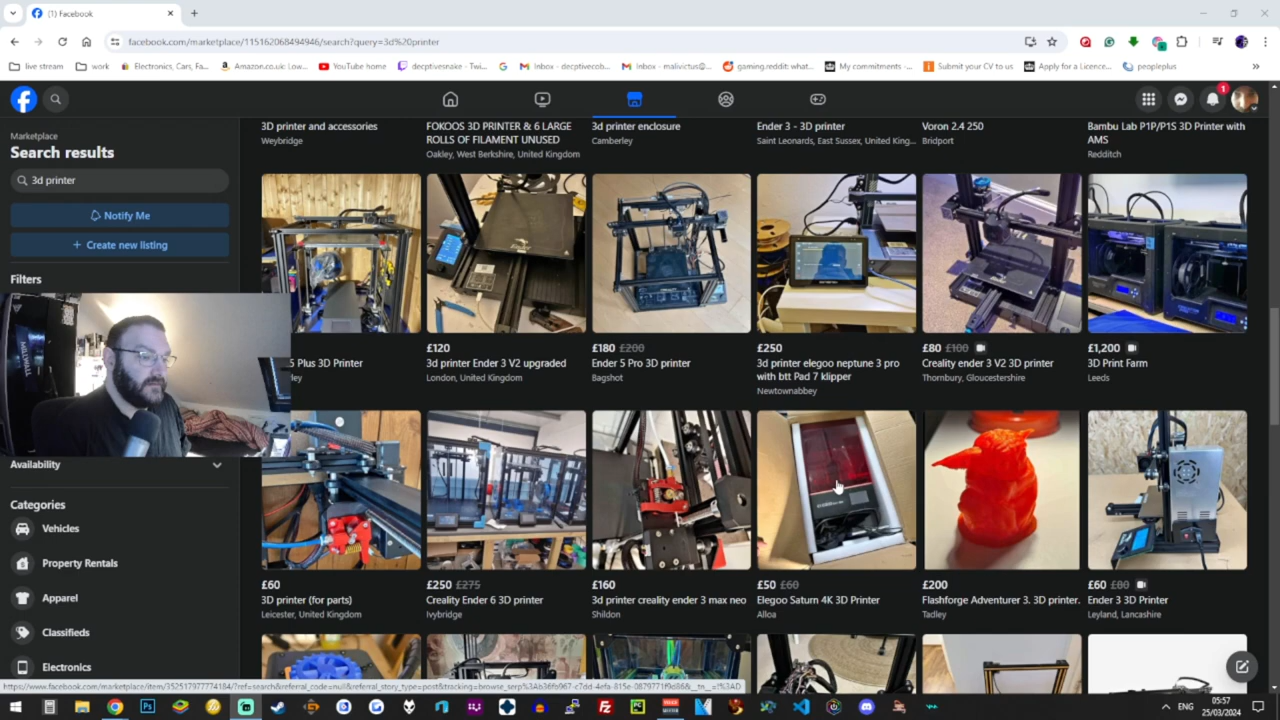 (1) Facebook
facebook.com/marketplace/115162068494946/search?query=3d%20printer
live stream
work
Electronics, Cars, Fa...
Amazon.co.uk: Low...
YouTube home
decptivesnake - Twi...
Inbox - decptivecob...
Inbox - malivictus@...
gaming.reddit: what...
My commitments -...
Submit your CV to us
Apply for a Licence...
peopleplus
1
Marketplace
Search results
3d printer
Notify Me
+ Create new listing
Filters
Availability
Categories
Vehicles
Property Rentals
Apparel
Classifieds
Electronics
3D printer and accessories
Weybridge
FOKOOS 3D PRINTER & 6 LARGE
ROLLS OF FILAMENT UNUSED
Oakley, West Berkshire, United Kingdom
3d printer enclosure
Camberley
Ender 3 - 3D printer
Saint Leonards, East Sussex, United King...
Voron 2.4 250
Bridport
Bambu Lab P1P/P1S 3D Printer with
AMS
Redditch
5 Plus 3D Printer
ley
£120
3d printer Ender 3 V2 upgraded
London, United Kingdom
£180 £200
Ender 5 Pro 3D printer
Bagshot
£250
3d printer elegoo neptune 3 pro
with btt Pad 7 klipper
Newtownabbey
£80 £100
Creality ender 3 V2 3D printer
Thornbury, Gloucestershire
£1,200
3D Print Farm
Leeds
£60
3D printer (for parts)
Leicester, United Kingdom
£250 £275
Creality Ender 6 3D printer
Ivybridge
£160
3d printer creality ender 3 max neo
Shildon
£50 £60
Elegoo Saturn 4K 3D Printer
Alloa
£200
Flashforge Adventurer 3. 3D printer.
Tadley
£60 £80
Ender 3 3D Printer
Leyland, Lancashire
ENG
05:57
25/03/2024